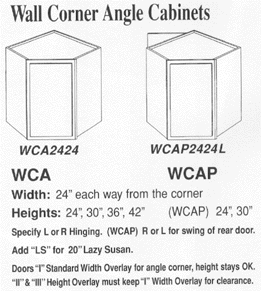 Wall Corner Angle Cabinets
WCA2424 WCAP2424L
WCA WCAP
Width: 24" each way from the corner
Heights: 24", 30", 36", 42" (WCAP) 24", 30"
Specify L or R Hinging. (WCAP) R or L for swing of rear door.
Add "LS" for 20" Lazy Susan.
Doors "I" Standard Width Overlay for angle corner, height stays OK.
"II" & "III" Height Overlay must keep "I" Width Overlay for clearance.